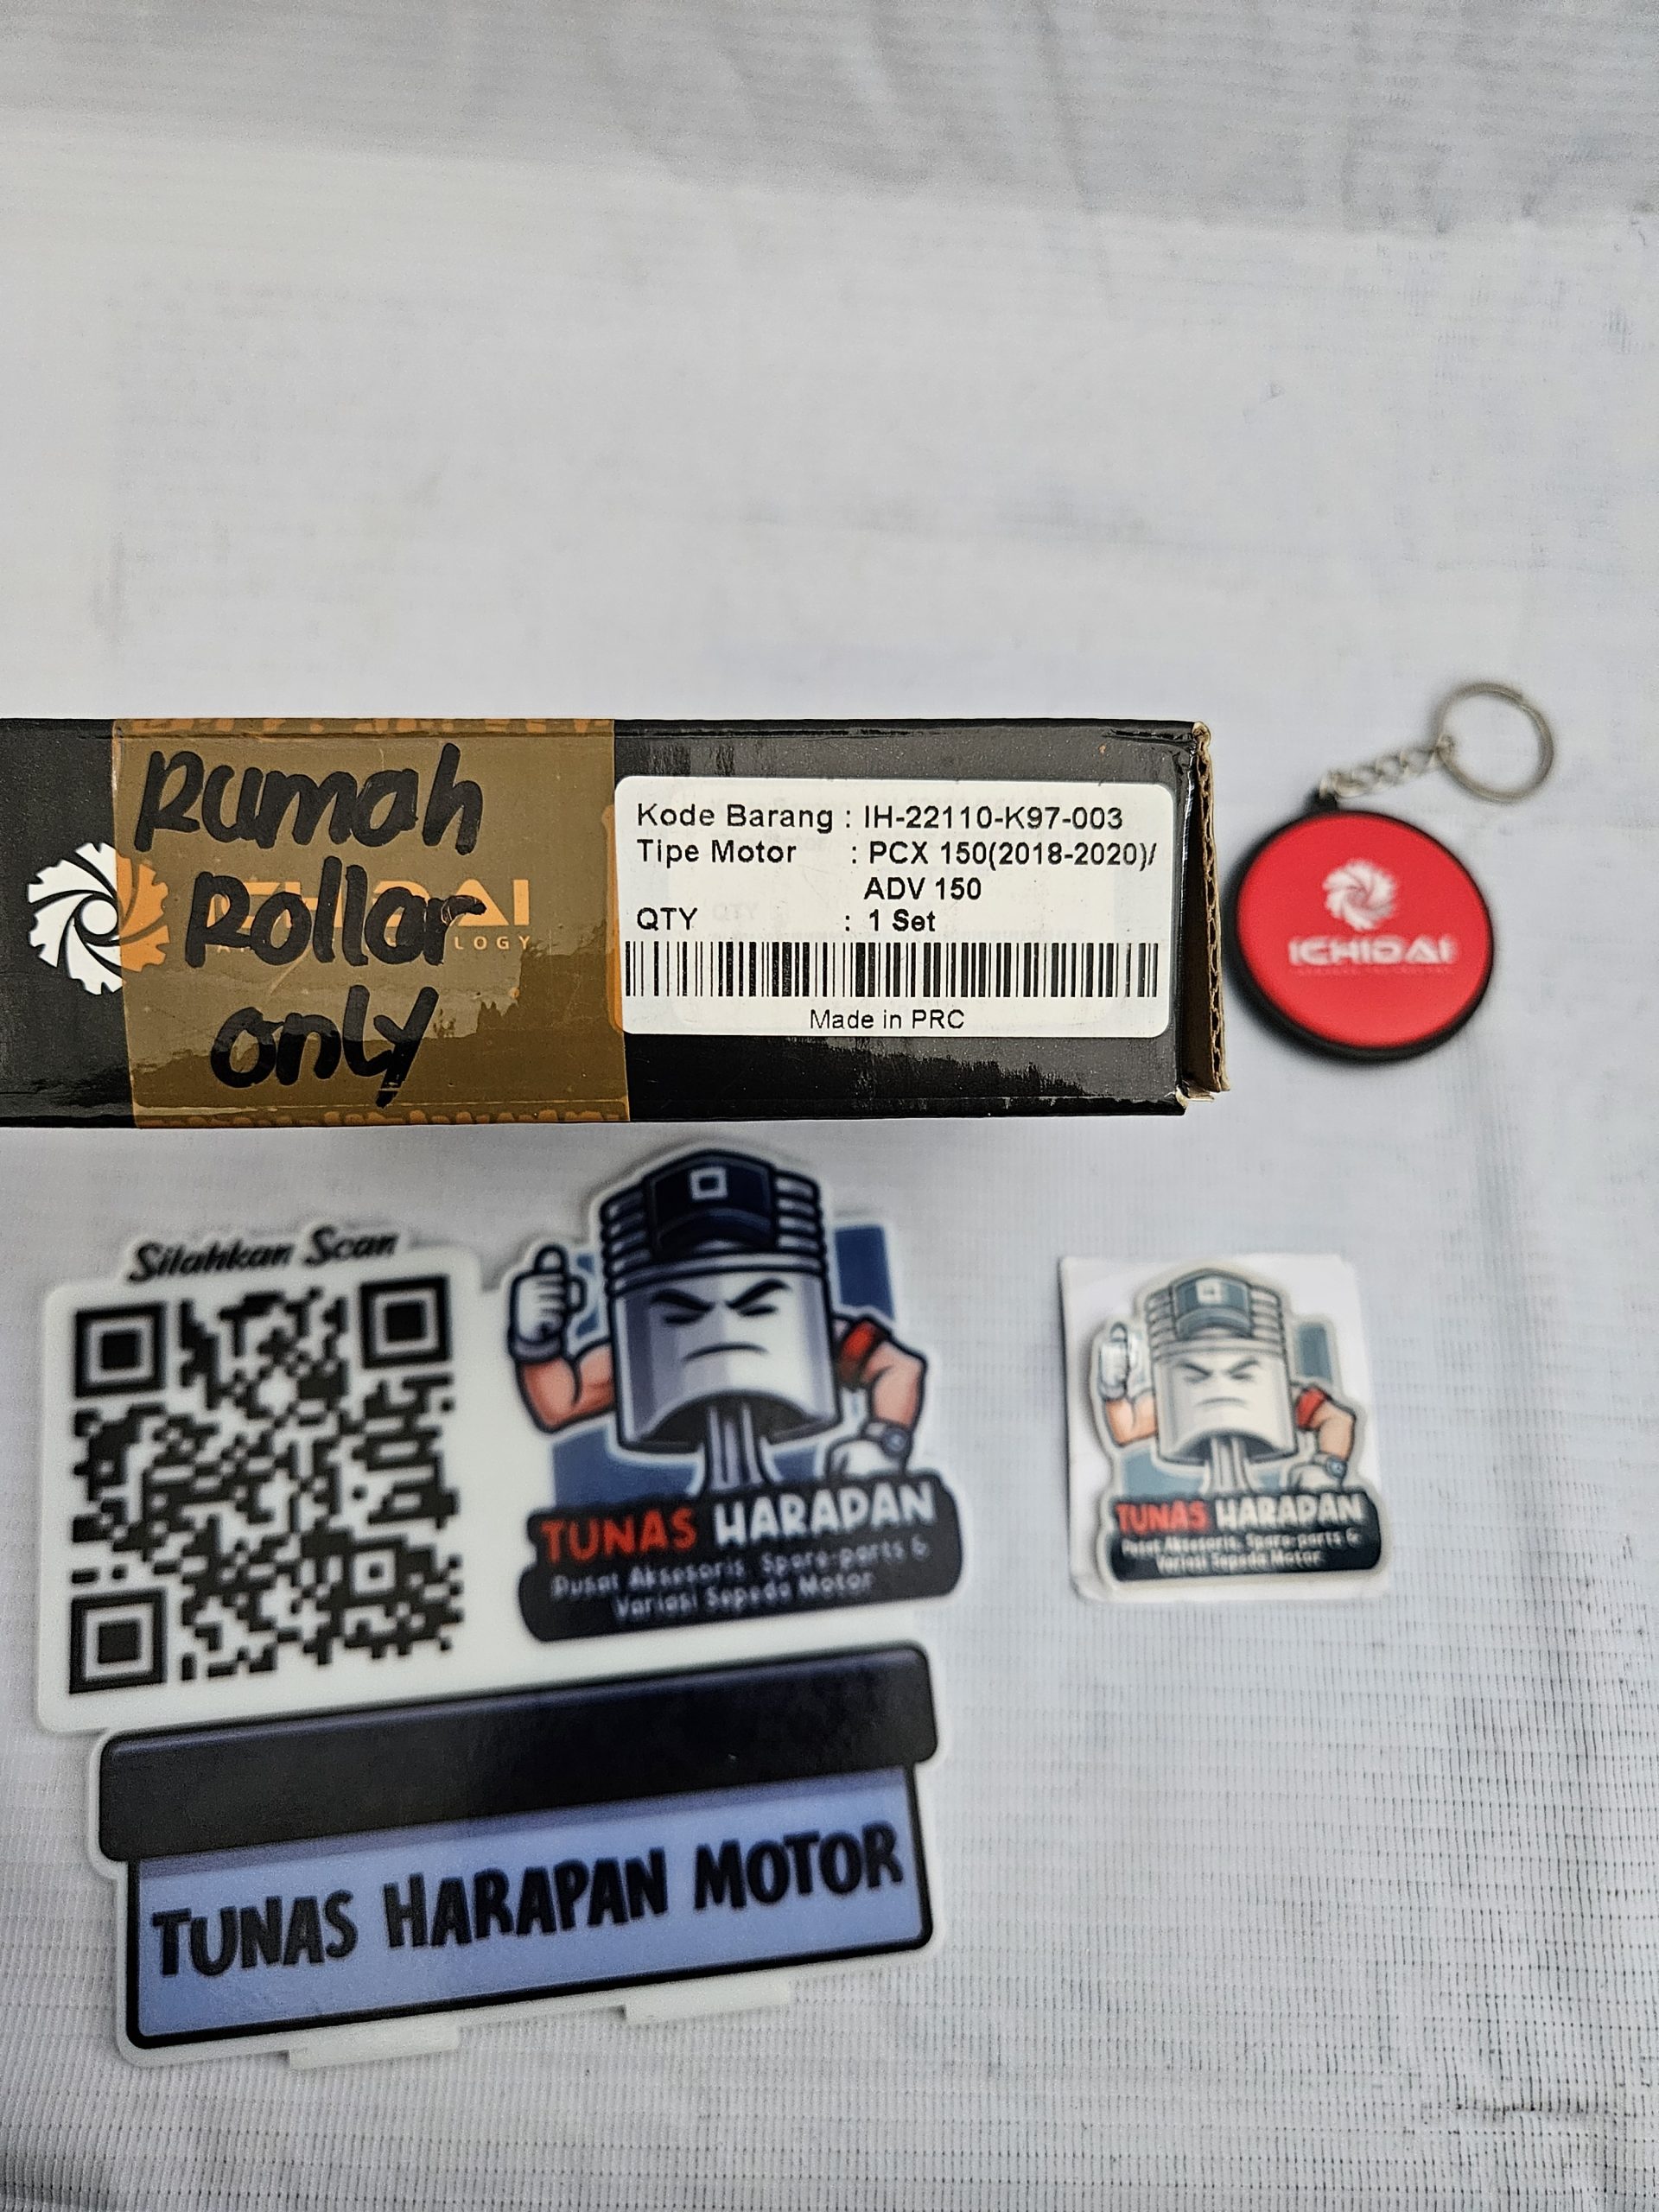 Rumah
Rollar
only
Kode Barang : IH-22110-K97-003
Tipe Motor : PCX 150(2018-2020)/
ADV 150
QTY : 1 Set
Made in PRC
ICHIDAI
Silahkan Scan
TUNAS HARAPAN
Pusat Aksesoris, Spare-parts &
Variasi Sepeda Motor
TUNAS HARAPAN
Pusat Aksesoris, Spare-parts &
Variasi Sepeda Motor
TUNAS HARAPAN MOTOR